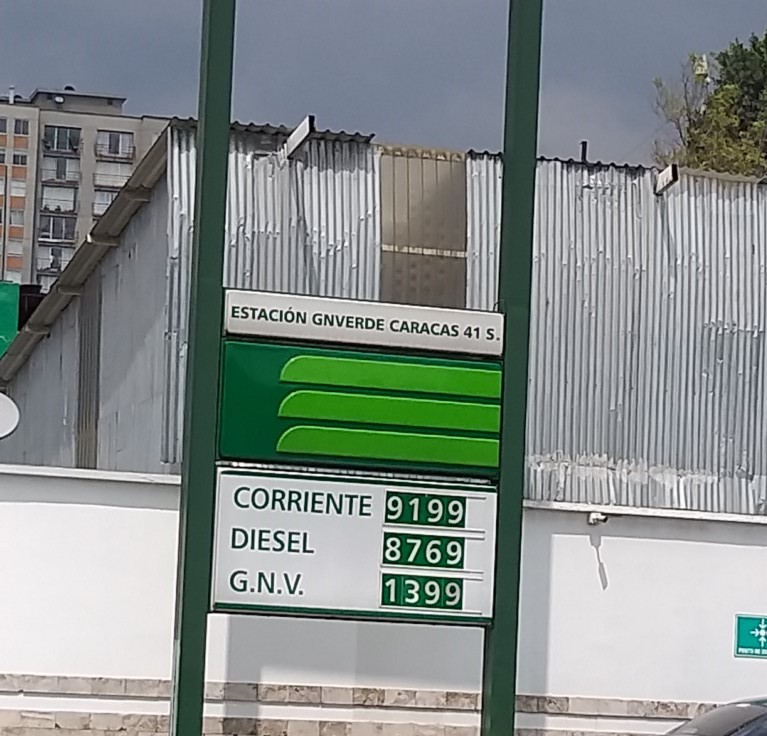 ESTACIÓN GNVERDE CARACAS 41 S.
CORRIENTE 9199
DIESEL 8769
G.N.V. 1399